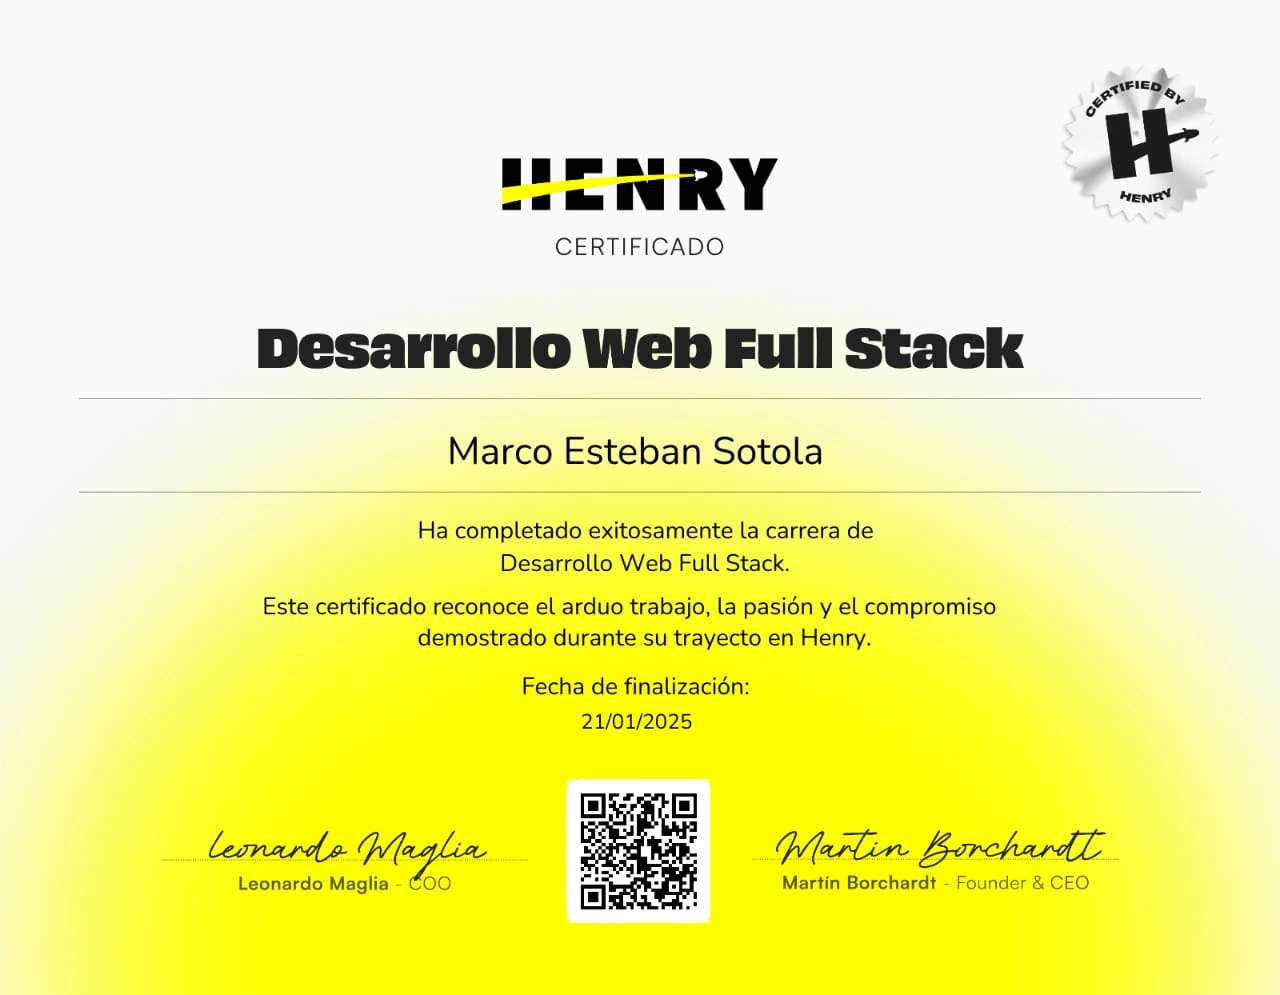 CERTIFIED BY
H
HENRY
HENRY
CERTIFICADO
Desarrollo Web Full Stack
Marco Esteban Sotola
Ha completado exitosamente la carrera de
Desarrollo Web Full Stack.
Este certificado reconoce el arduo trabajo, la pasión y el compromiso
demostrado durante su trayecto en Henry.
Fecha de finalización:
21/01/2025
Leonardo Maglia
Leonardo Maglia - COO
Martín Borchardt
Martín Borchardt - Founder & CEO